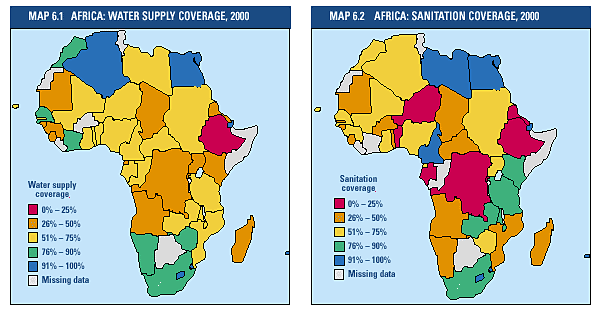 MAP 6.1 AFRICA: WATER SUPPLY COVERAGE, 2000
Water supply
coverage
0% – 25%
26% – 50%
51% – 75%
76% – 90%
91% – 100%
Missing data
MAP 6.2 AFRICA: SANITATION COVERAGE, 2000
Sanitation
coverage
0% – 25%
26% – 50%
51% – 75%
76% – 90%
91% – 100%
Missing data